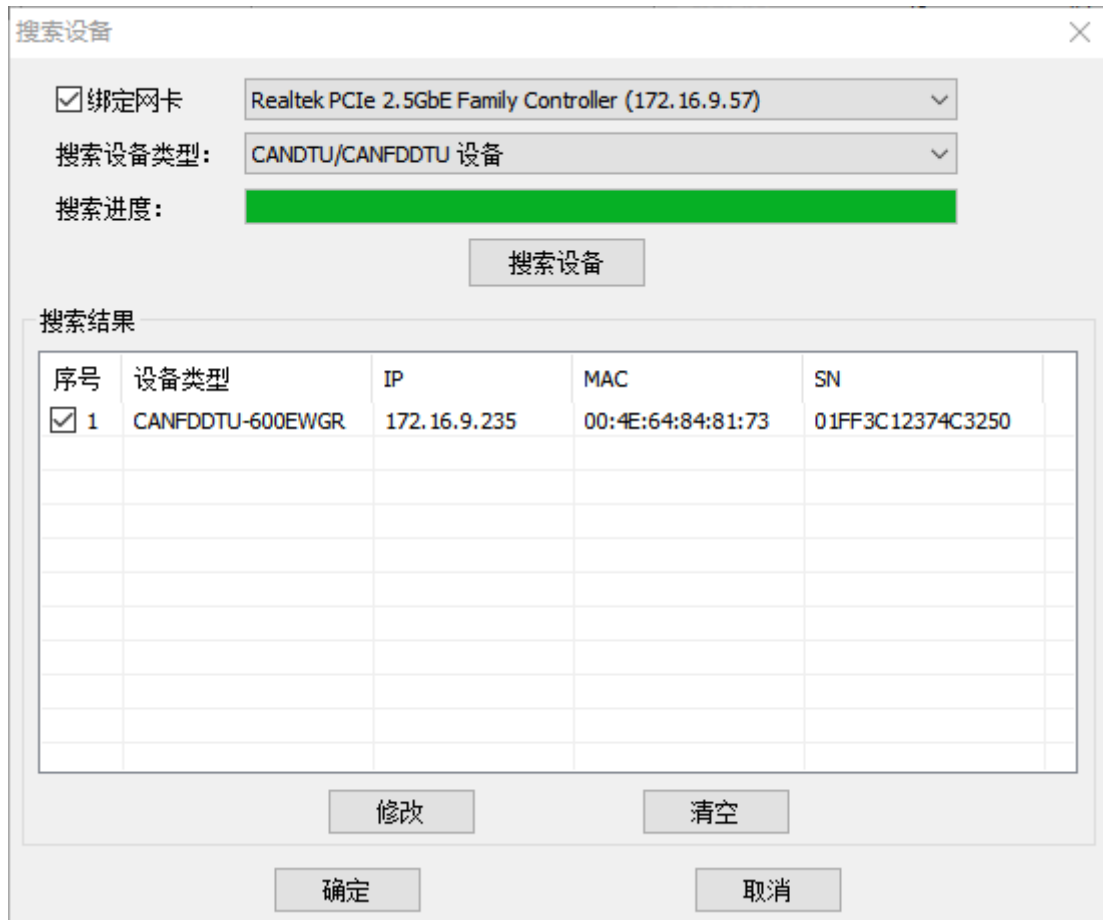 搜索设备
绑定网卡 Realtek PCIe 2.5GbE Family Controller (172.16.9.57)
搜索设备类型: CANDTU/CANFDDTU 设备
搜索进度:
搜索设备
搜索结果
序号 设备类型 IP MAC SN
1 CANFDDTU-600EWGR 172.16.9.235 00:4E:64:84:81:73 01FF3C12374C3250
修改 清空
确定 取消